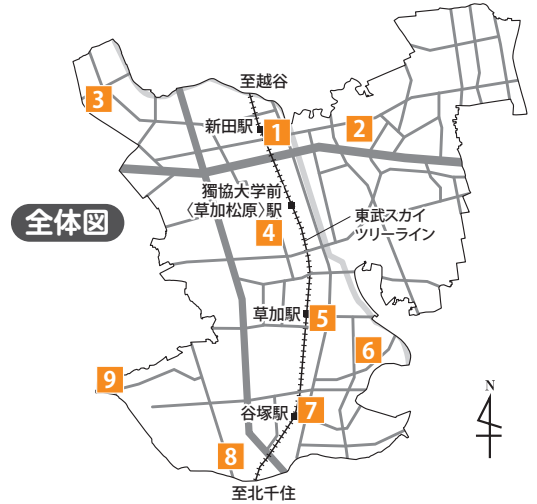 至越谷
3
新田駅
1
2
獨協大学前
〈草加松原〉駅
4
東武スカイ
ツリーライン
全体図
草加駅
5
6
9
谷塚駅
7
8
至北千住
N